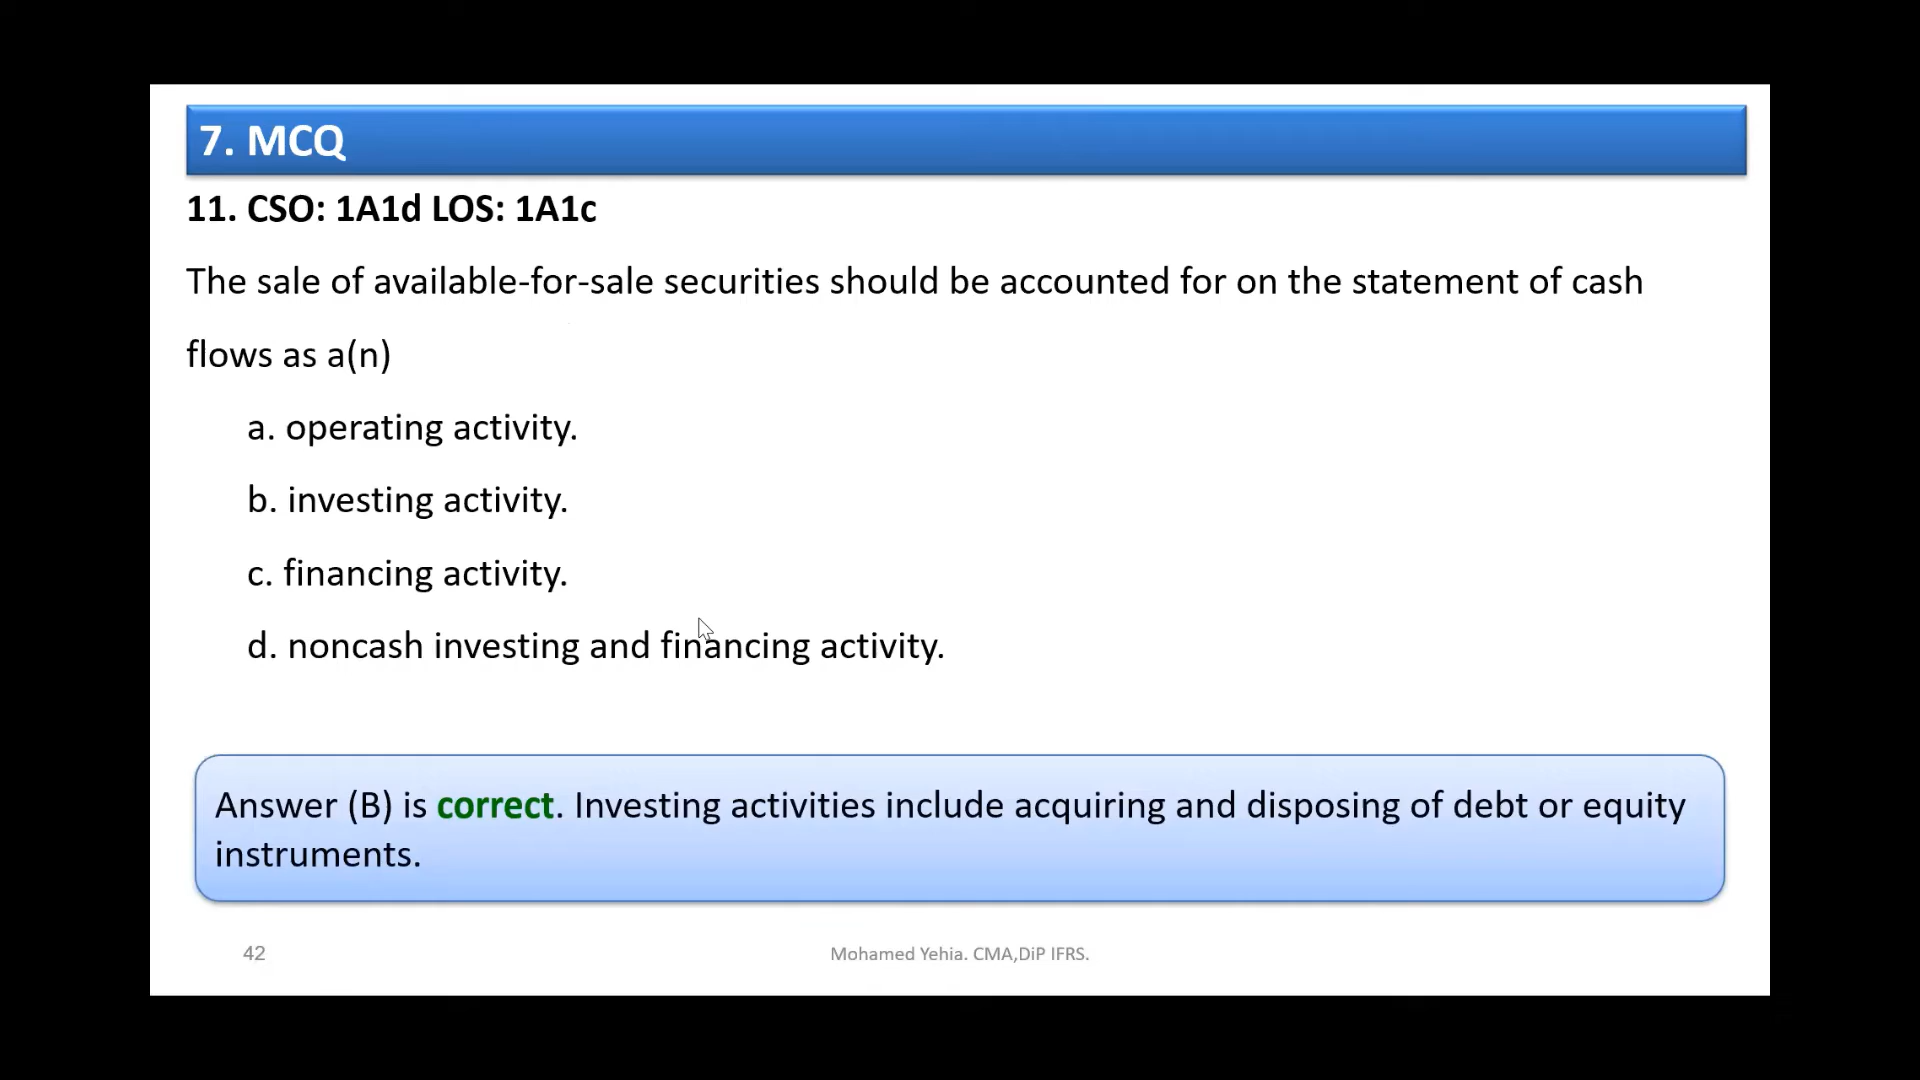 7. MCQ
11. CSO: 1A1d LOS: 1A1c
The sale of available-for-sale securities should be accounted for on the statement of cash
flows as a(n)
a. operating activity.
b. investing activity.
c. financing activity.
d. noncash investing and financing activity.
Answer (B) is correct. Investing activities include acquiring and disposing of debt or equity
instruments.
42
Mohamed Yehia. CMA,DiP IFRS.